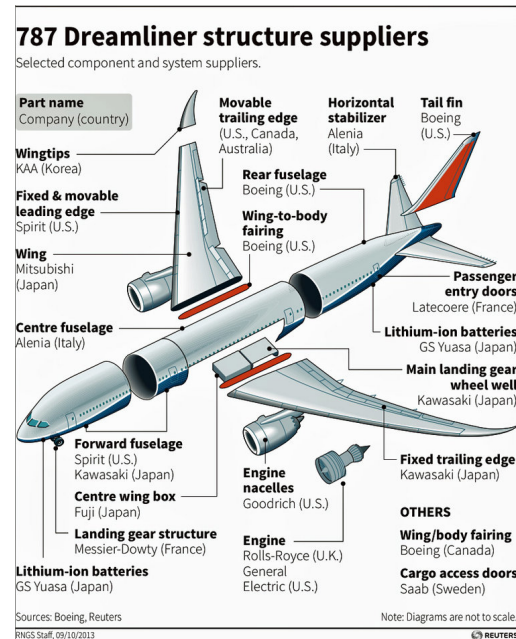 787 Dreamliner structure suppliers
Selected component and system suppliers.
Part name
Company (country)
Wingtips
KAA (Korea)
Fixed & movable
leading edge
Spirit (U.S.)
Wing
Mitsubishi
(Japan)
Centre fuselage
Alenia (Italy)
Movable
trailing edge
(U.S., Canada,
Australia)
Horizontal
stabilizer
Alenia
(Italy)
Tail fin
Boeing
(U.S.)
Rear fuselage
Boeing (U.S.)
Wing-to-body
fairing
Boeing (U.S.)
Passenger
entry doors
Latecoere (France)
Lithium-ion batteries
GS Yuasa (Japan)
Main landing gear
wheel well
Kawasaki (Japan)
Forward fuselage
Spirit (U.S.)
Kawasaki (Japan)
Centre wing box
Fuji (Japan)
Landing gear structure
Messier-Dowty (France)
Lithium-ion batteries
GS Yuasa (Japan)
Engine
nacelles
Goodrich (U.S.)
Engine
Rolls-Royce (U.K.)
General
Electric (U.S.)
Fixed trailing edge
Kawasaki (Japan)
OTHERS
Wing/body fairing
Boeing (Canada)
Cargo access doors
Saab (Sweden)
Sources: Boeing, Reuters
Note: Diagrams are not to scale.
RNGS Staff, 09/10/2013
REUTERS